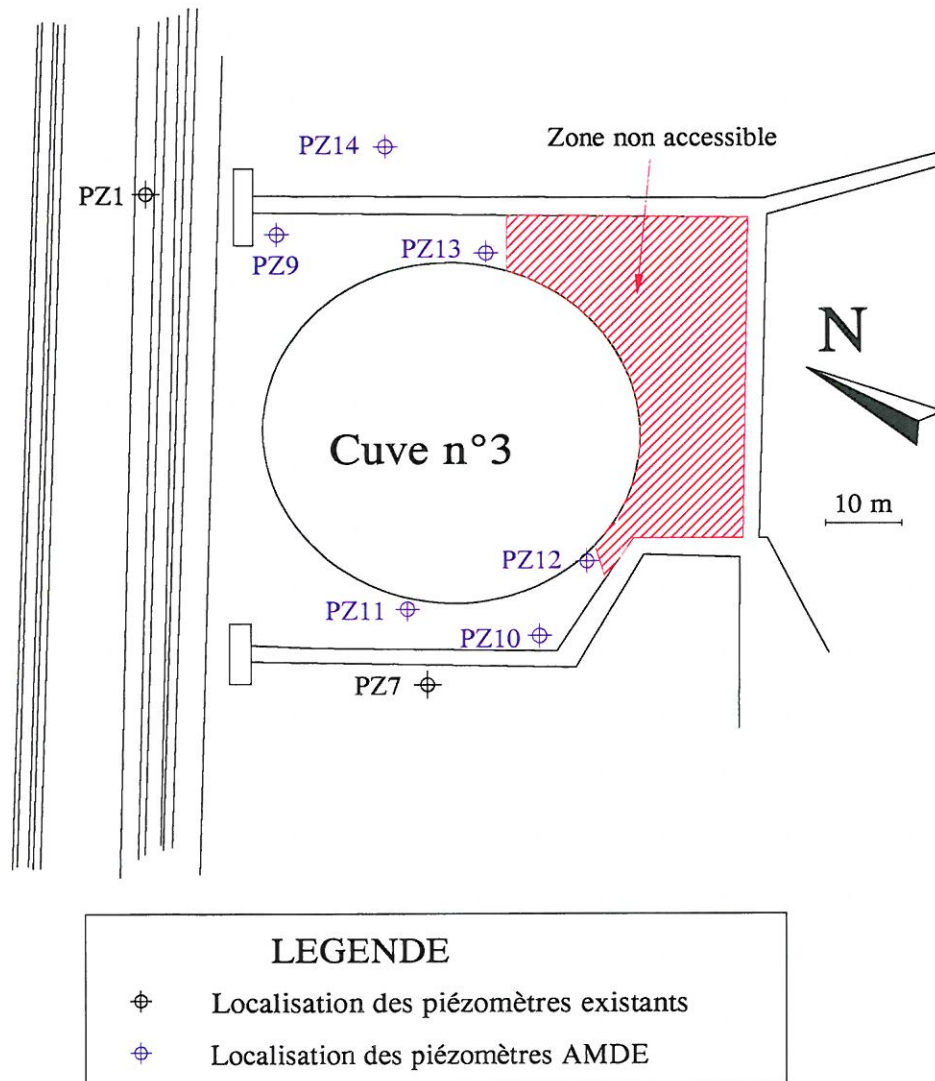 PZ14
Zone non accessible
PZ1
PZ9
PZ13
N
Cuve n°3
10 m
PZ12
PZ11
PZ10
PZ7
LEGENDE
Localisation des piézomètres existants
Localisation des piézomètres AMDE